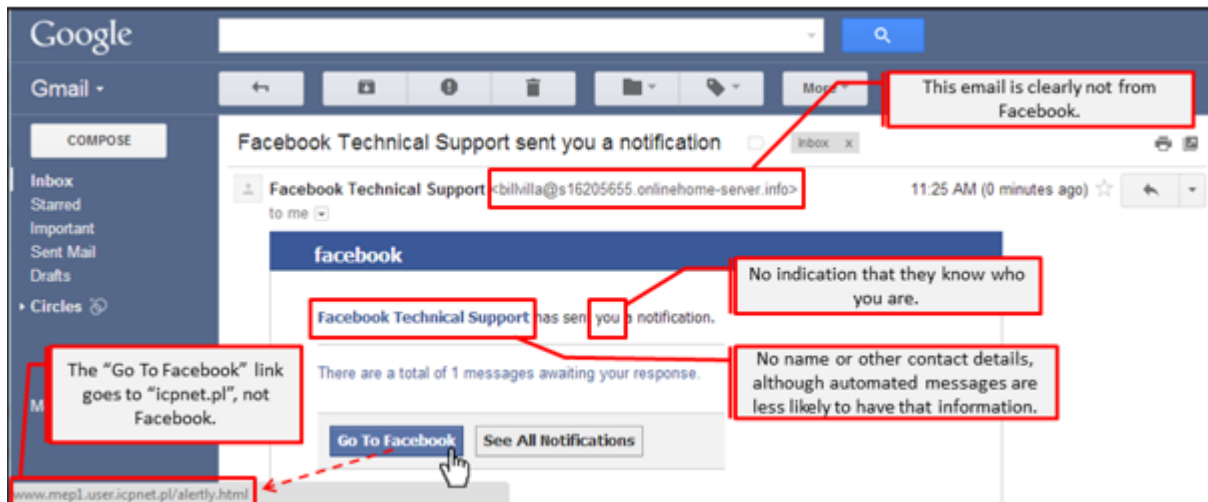 Google
Gmail
More
This email is clearly not from
Facebook.
COMPOSE
Facebook Technical Support sent you a notification
Inbox x
Inbox
Starred
Important
Sent Mail
Drafts
Circles
Facebook Technical Support <billvilla@s16205655.onlinehome-server.info>
11:25 AM (0 minutes ago)
to me
facebook
No indication that they know who
you are.
Facebook Technical Support has sent you a notification.
The “Go To Facebook” link
goes to “icpnet.pl”, not
Facebook.
There are a total of 1 messages awaiting your response.
No name or other contact details,
although automated messages are
less likely to have that information.
Go To Facebook
See All Notifications
www.mep1.user.icpnet.pl/alertly.html